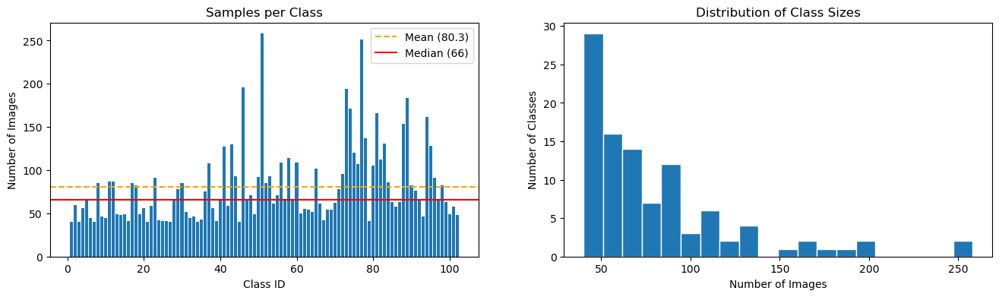 Samples per Class
Number of Images
250
200
150
100
50
0
Mean (80.3)
Median (66)
0 20 40 60 80 100
Class ID
Distribution of Class Sizes
Number of Classes
30
25
20
15
10
5
0
50 100 150 200 250
Number of Images